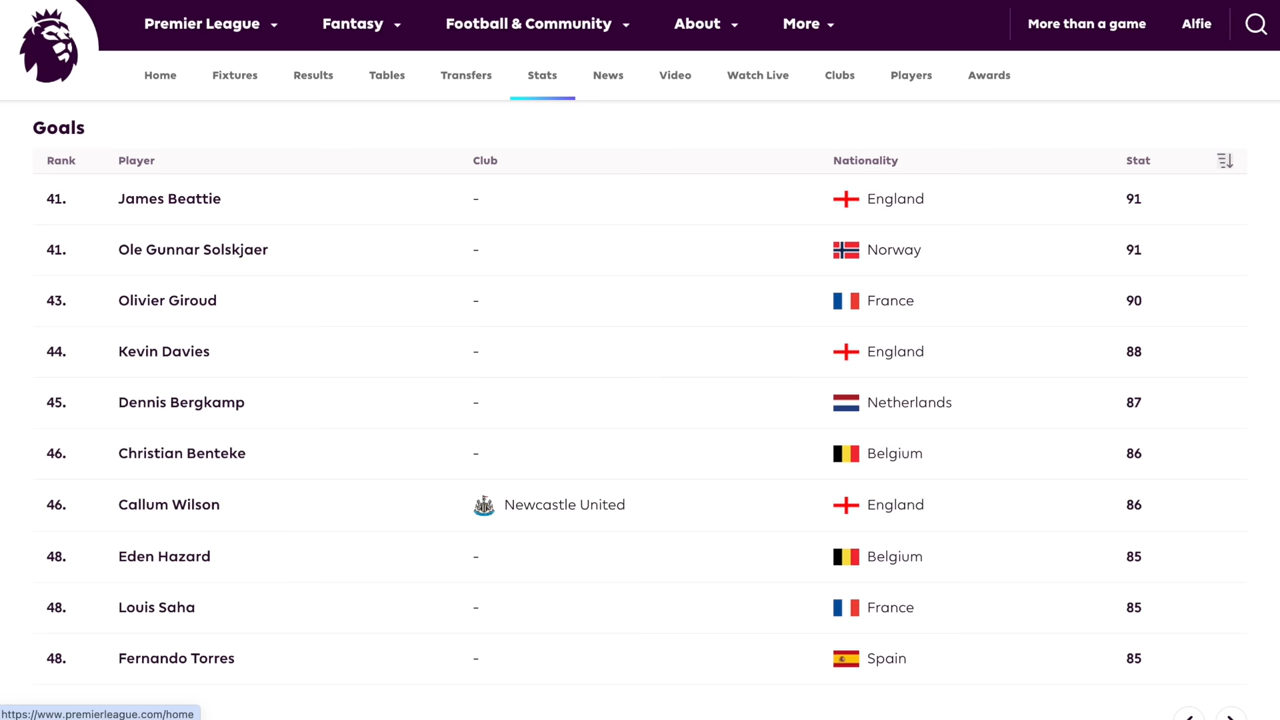 Premier League Fantasy Football & Community About More More than a game Alfie
Home Fixtures Results Tables Transfers Stats News Video Watch Live Clubs Players Awards
Goals
Rank Player Club Nationality Stat
41. James Beattie - England 91
41. Ole Gunnar Solskjaer - Norway 91
43. Olivier Giroud - France 90
44. Kevin Davies - England 88
45. Dennis Bergkamp - Netherlands 87
46. Christian Benteke - Belgium 86
46. Callum Wilson Newcastle United England 86
48. Eden Hazard - Belgium 85
48. Louis Saha - France 85
48. Fernando Torres - Spain 85
https://www.premierleague.com/home